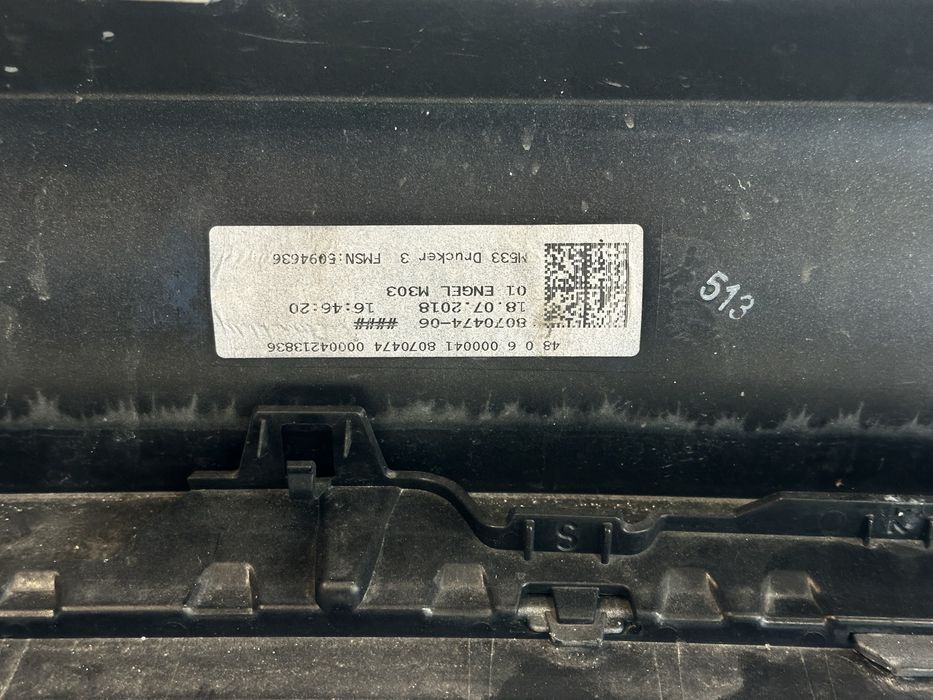 48 0 6 000041 8070474 00004213836
8070474-06 ####
18.07.2018 16:46:20
01 ENGEL M303
M533 Drucker 3 FMSN:5094636
513
S